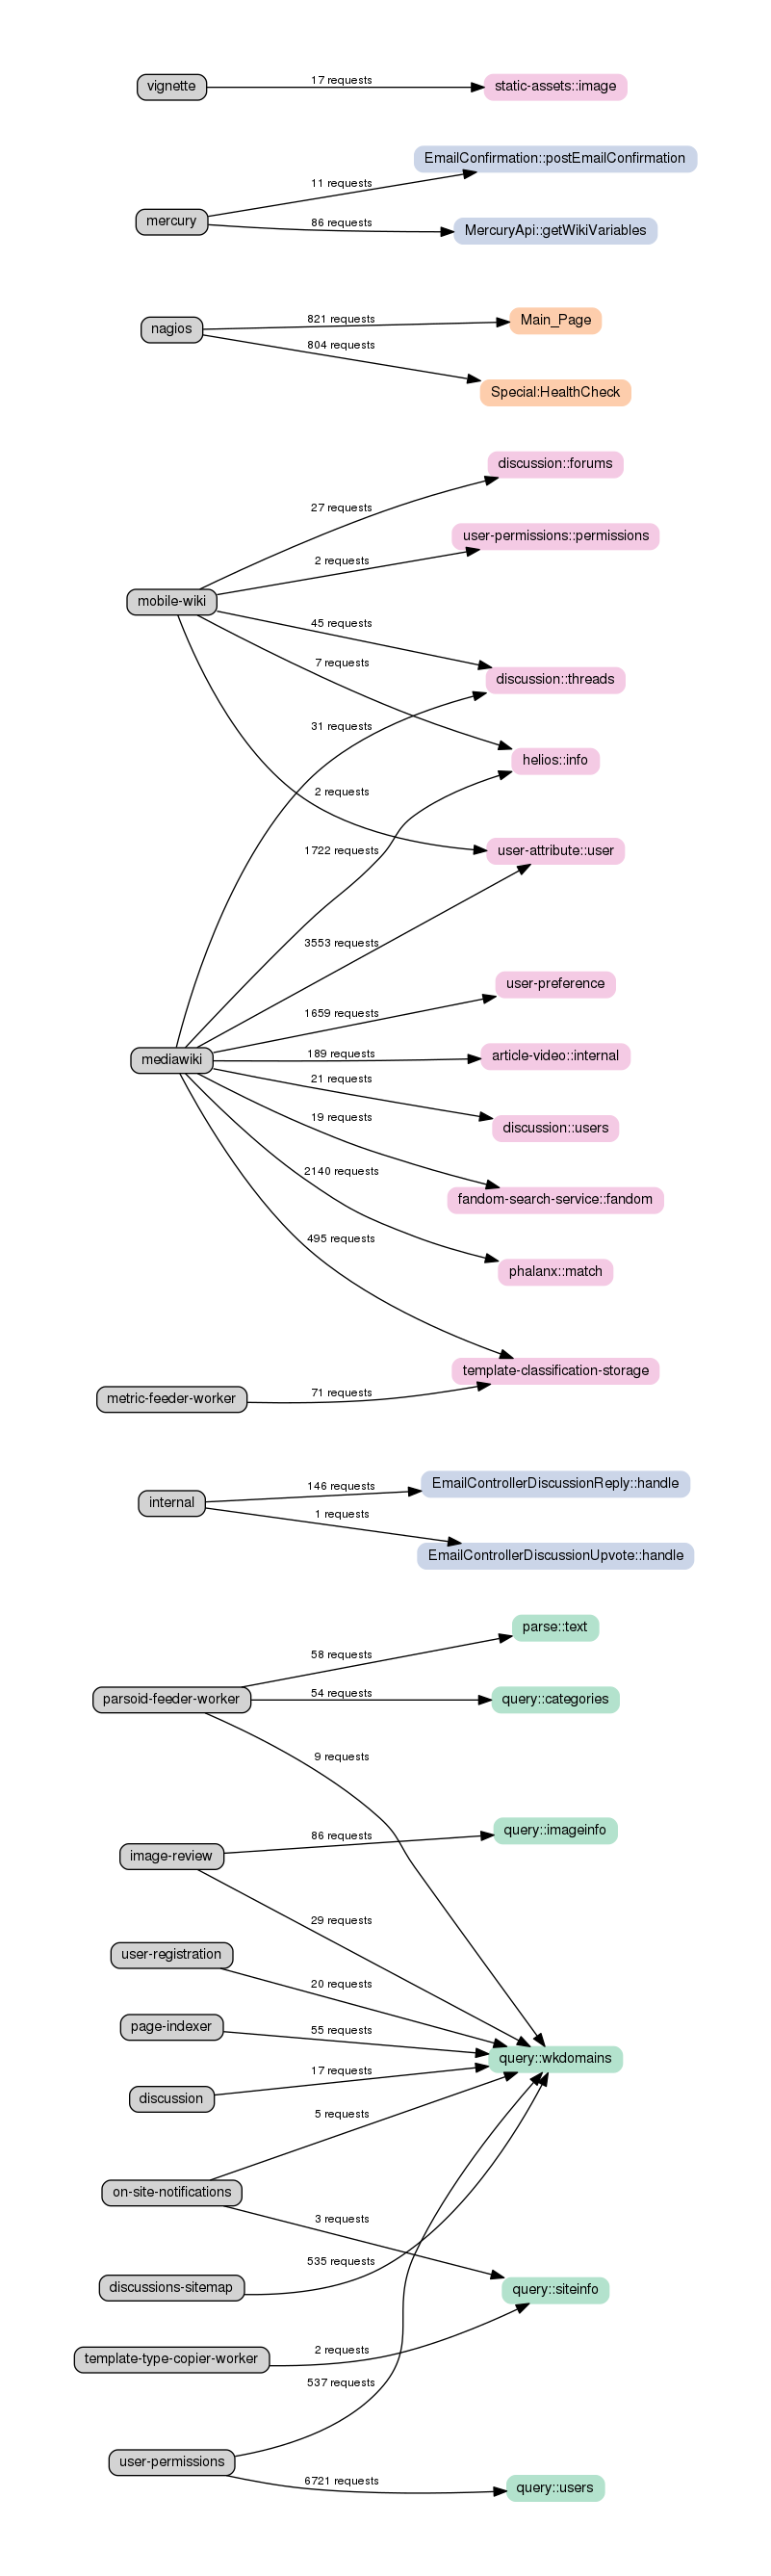 vignette
17 requests
static-assets::image
EmailConfirmation::postEmailConfirmation
11 requests
mercury
86 requests
MercuryApi::getWikiVariables
nagios
821 requests
Main_Page
804 requests
Special:HealthCheck
discussion::forums
27 requests
user-permissions::permissions
2 requests
mobile-wiki
45 requests
7 requests
discussion::threads
31 requests
helios::info
2 requests
1722 requests
user-attribute::user
3553 requests
user-preference
1659 requests
mediawiki
189 requests
article-video::internal
21 requests
19 requests
discussion::users
2140 requests
fandom-search-service::fandom
495 requests
phalanx::match
template-classification-storage
metric-feeder-worker
71 requests
146 requests
EmailControllerDiscussionReply::handle
internal
1 requests
EmailControllerDiscussionUpvote::handle
parse::text
58 requests
parsoid-feeder-worker
54 requests
query::categories
9 requests
86 requests
query::imageinfo
image-review
29 requests
user-registration
20 requests
page-indexer
55 requests
query::wkdomains
17 requests
discussion
5 requests
on-site-notifications
3 requests
535 requests
discussions-sitemap
query::siteinfo
2 requests
template-type-copier-worker
537 requests
user-permissions
6721 requests
query::users